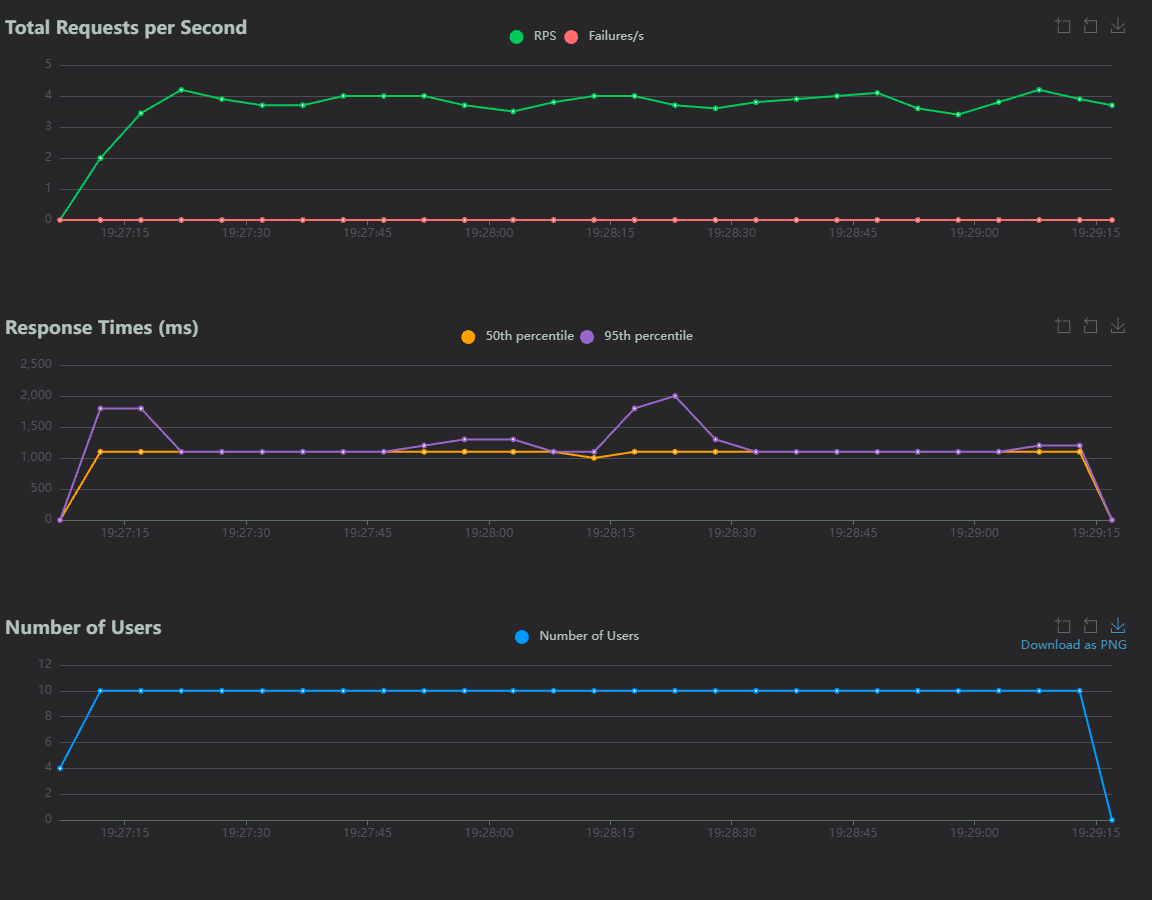 Total Requests per Second
RPS Failures/s
5
4
3
2
1
0
19:27:15 19:27:30 19:27:45 19:28:00 19:28:15 19:28:30 19:28:45 19:29:00 19:29:15
Response Times (ms)
50th percentile 95th percentile
2,500
2,000
1,500
1,000
500
0
19:27:15 19:27:30 19:27:45 19:28:00 19:28:15 19:28:30 19:28:45 19:29:00 19:29:15
Number of Users
Number of Users
Download as PNG
12
10
8
6
4
2
0
19:27:15 19:27:30 19:27:45 19:28:00 19:28:15 19:28:30 19:28:45 19:29:00 19:29:15